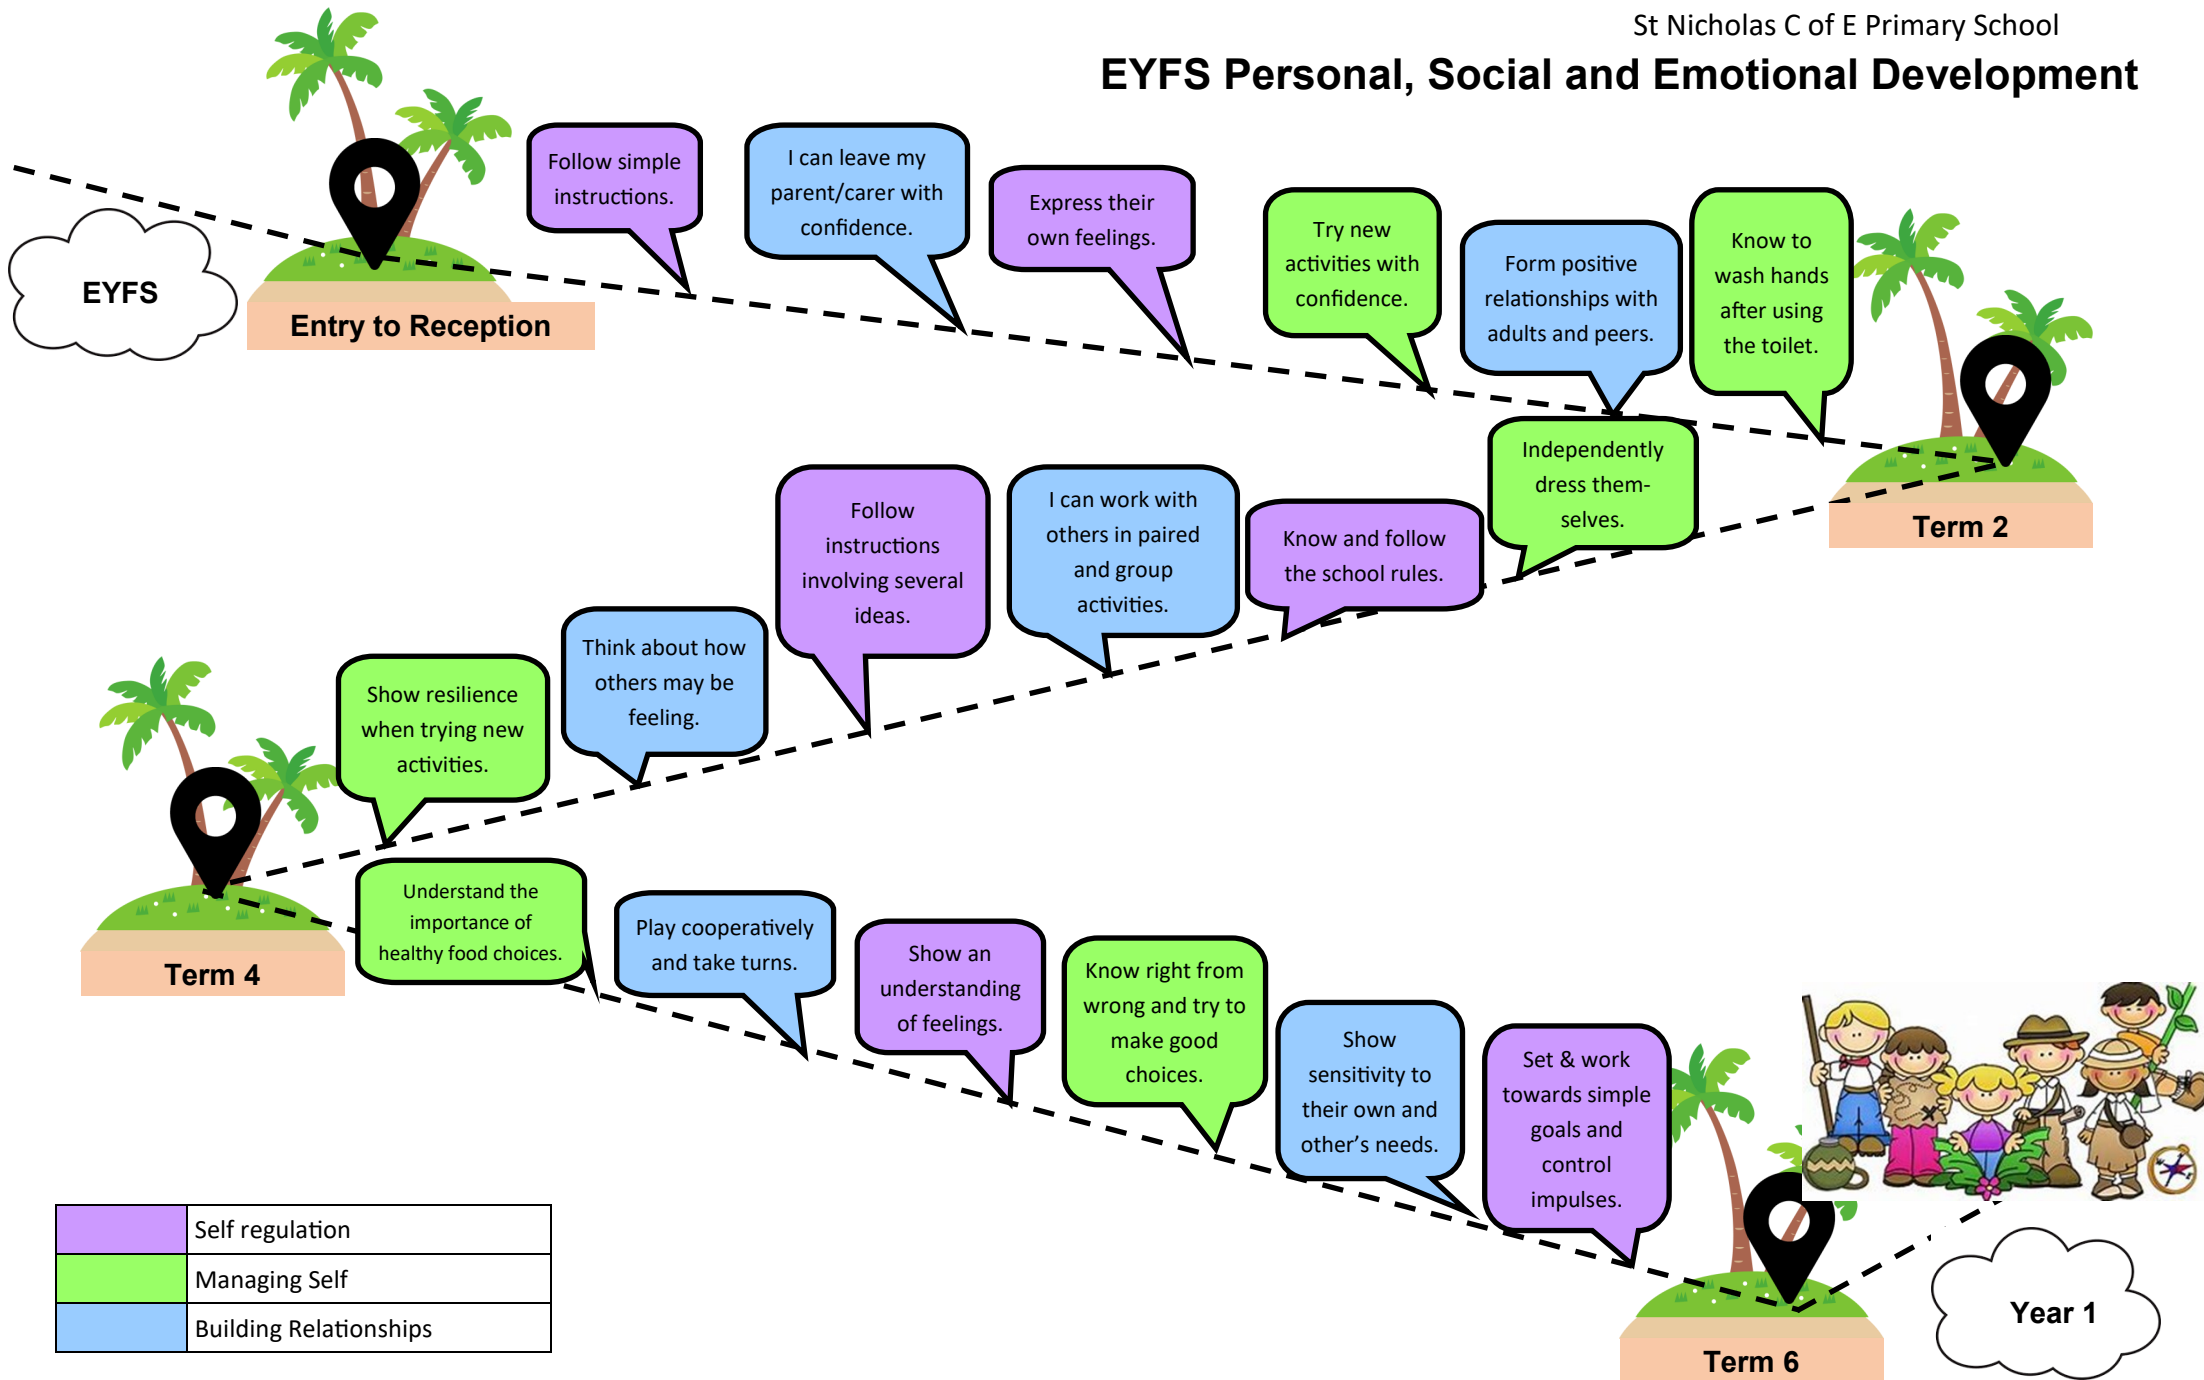 St Nicholas C of E Primary School
EYFS Personal, Social and Emotional Development
EYFS
Entry to Reception
Follow simple
instructions.
I can leave my
parent/carer with
confidence.
Express their
own feelings.
Try new
activities with
confidence.
Form positive
relationships with
adults and peers.
Know to
wash hands
after using
the toilet.
Term 2
Independently
dress them-
selves.
Know and follow
the school rules.
I can work with
others in paired
and group
activities.
Follow
instructions
involving several
ideas.
Think about how
others may be
feeling.
Show resilience
when trying new
activities.
Term 4
Understand the
importance of
healthy food choices.
Play cooperatively
and take turns.
Show an
understanding
of feelings.
Know right from
wrong and try to
make good
choices.
Show
sensitivity to
their own and
other’s needs.
Set & work
towards simple
goals and
control
impulses.
Term 6
Year 1
Self regulation
Managing Self
Building Relationships